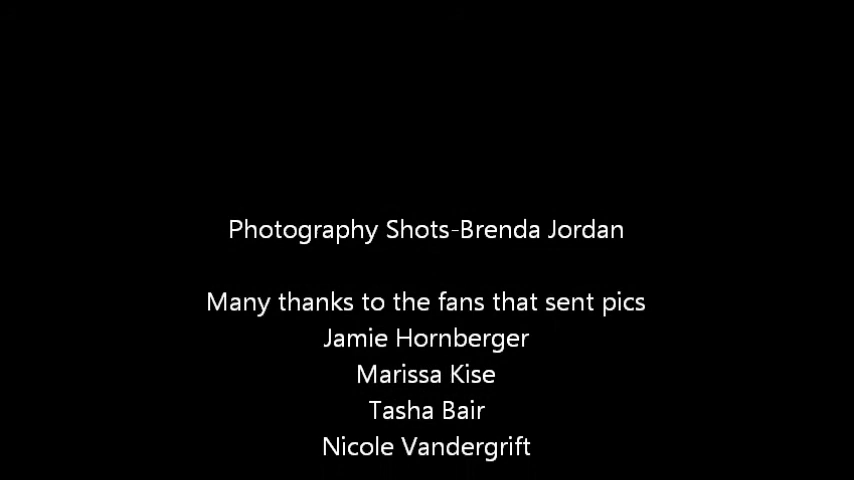 Photography Shots-Brenda Jordan
Many thanks to the fans that sent pics
Jamie Hornberger
Marissa Kise
Tasha Bair
Nicole Vandergrift